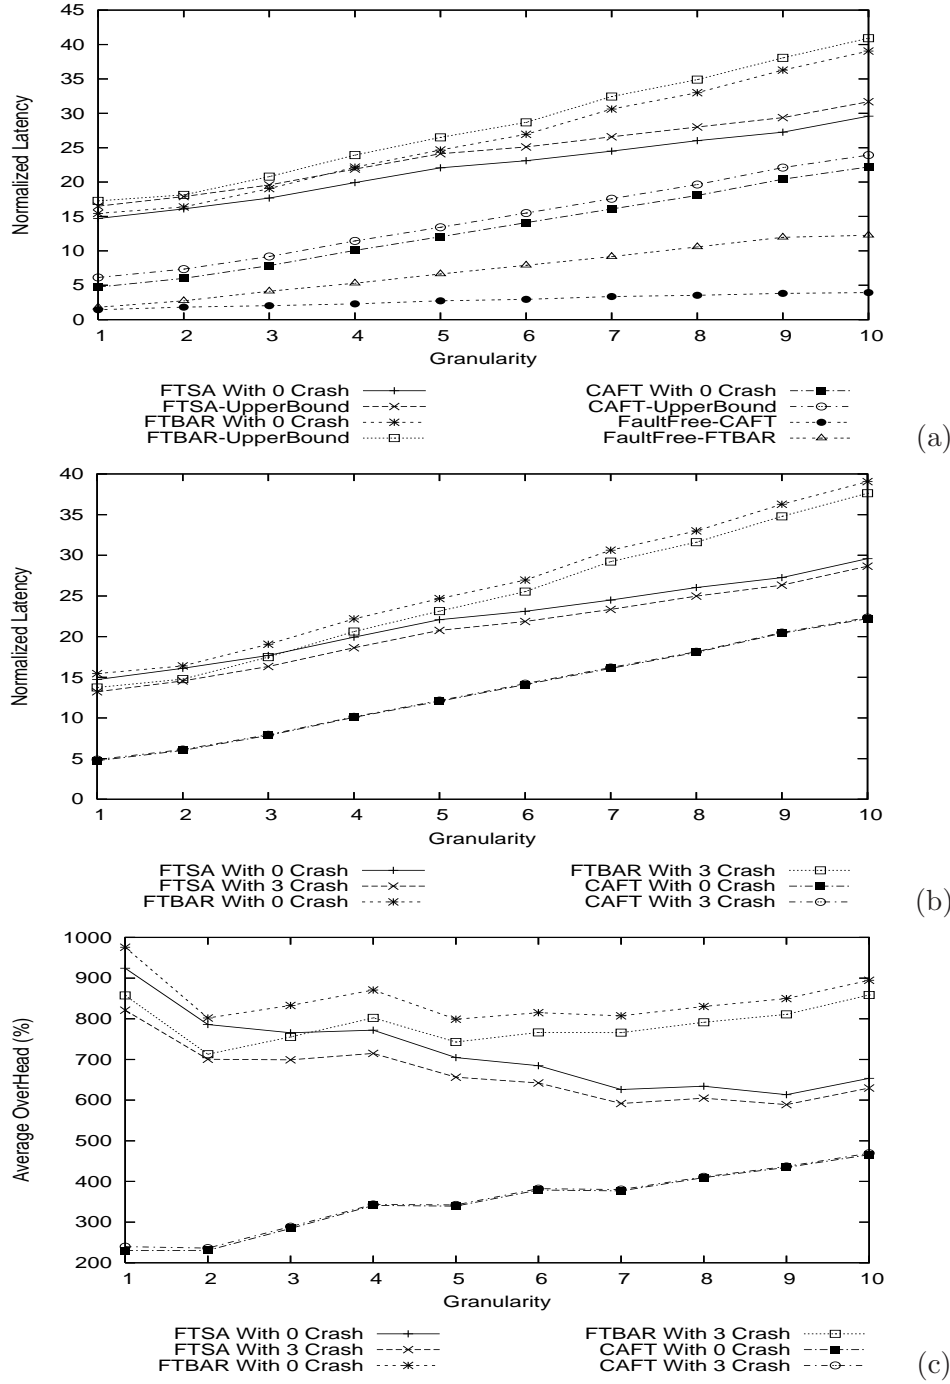 45
40
35
30
25
20
15
10
5
0
Normalized Latency
1 2 3 4 5 6 7 8 9 10
Granularity
FTSA With 0 Crash
FTSA-UpperBound
FTBAR With 0 Crash
FTBAR-UpperBound
CAFT With 0 Crash
CAFT-UpperBound
FaultFree-CAFT
FaultFree-FTBAR
(a)
40
35
30
25
20
15
10
5
0
Normalized Latency
1 2 3 4 5 6 7 8 9 10
Granularity
FTSA With 0 Crash
FTSA With 3 Crash
FTBAR With 0 Crash
FTBAR With 3 Crash
CAFT With 0 Crash
CAFT With 3 Crash
(b)
1000
900
800
700
600
500
400
300
200
Average OverHead (%)
1 2 3 4 5 6 7 8 9 10
Granularity
FTSA With 0 Crash
FTSA With 3 Crash
FTBAR With 0 Crash
FTBAR With 3 Crash
CAFT With 0 Crash
CAFT With 3 Crash
(c)